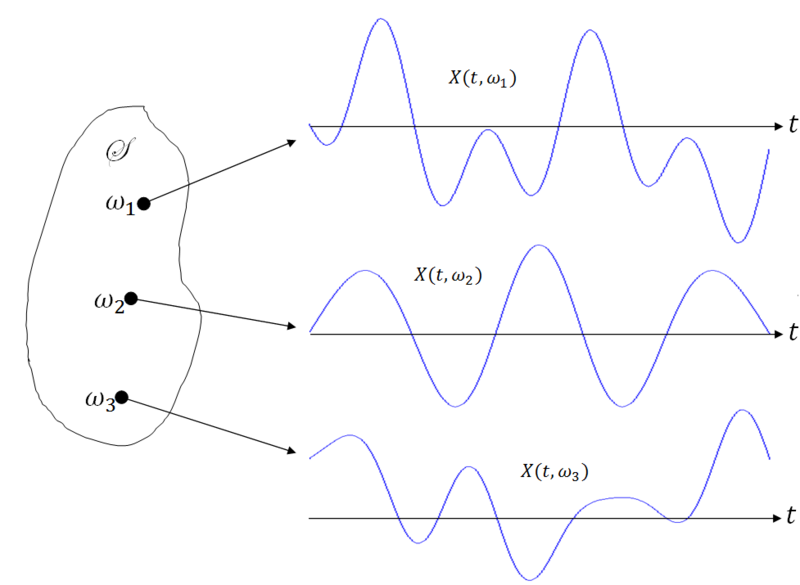 X(t, ω₁)
t
𝒮
ω₁
X(t, ω₂)
ω₂
t
ω₃
X(t, ω₃)
t